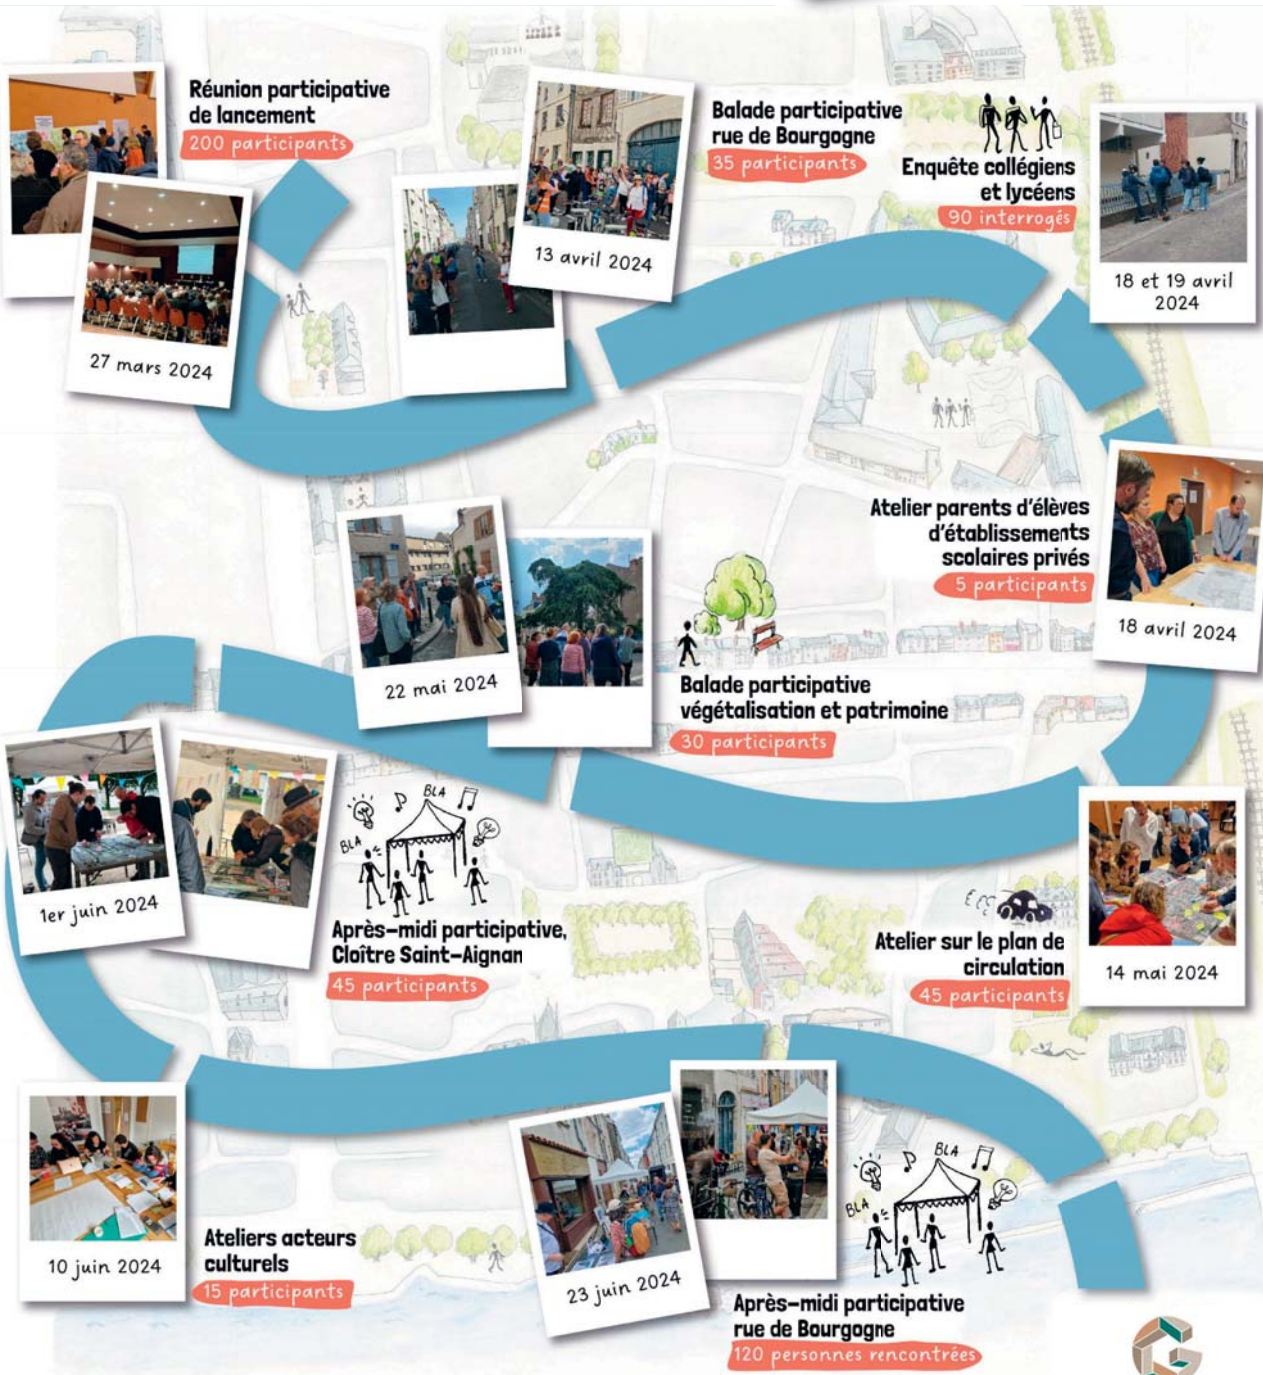 Réunion participative
de lancement
200 participants
27 mars 2024
13 avril 2024
Balade participative
rue de Bourgogne
35 participants
Enquête collégiens
et lycéens
90 interrogés
18 et 19 avril
2024
Atelier parents d'élèves
d'établissements
scolaires privés
5 participants
18 avril 2024
22 mai 2024
Balade participative
végétalisation et patrimoine
30 participants
1er juin 2024
BLA
BLA
Après-midi participative,
Cloître Saint-Aignan
45 participants
Atelier sur le plan de
circulation
45 participants
14 mai 2024
10 juin 2024
Ateliers acteurs
culturels
15 participants
23 juin 2024
BLA
BLA
Après-midi participative
rue de Bourgogne
120 personnes rencontrées